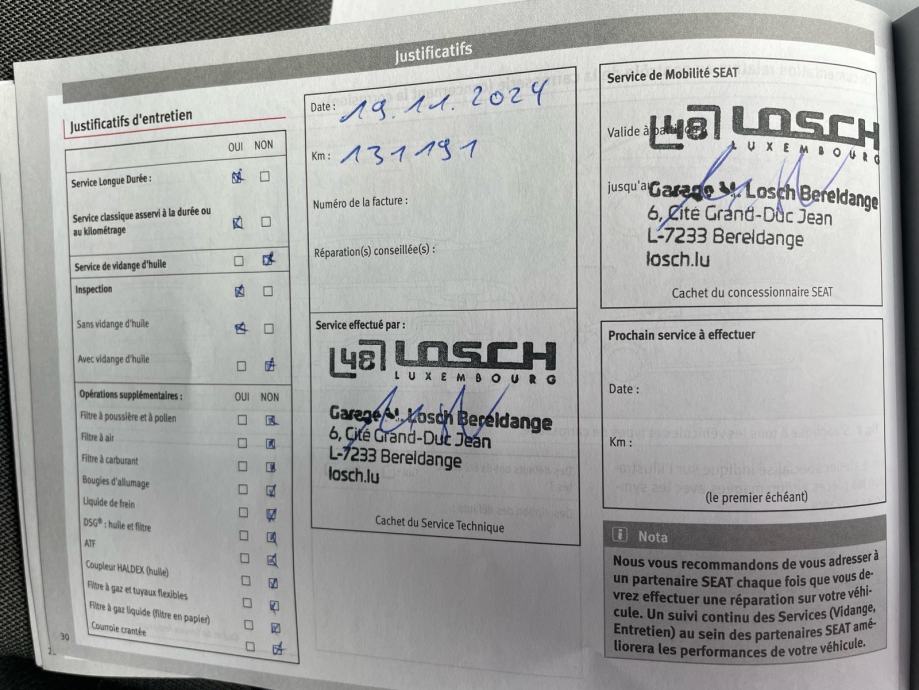 Justificatifs
Justificatifs d'entretien
OUI NON
Service Longue Durée :
Service classique asservi à la durée ou
au kilométrage
Service de vidange d'huile
Inspection
Sans vidange d'huile
Avec vidange d'huile
Opérations supplémentaires : OUI NON
Filtre à poussière et à pollen
Filtre à air
Filtre à carburant
Bougies d'allumage
Liquide de frein
DSG® : huile et filtre
ATF
Coupleur HALDEX (huile)
Filtre à gaz et tuyaux flexibles
Filtre à gaz liquide (filtre en papier)
Courroie crantée
30
Date : 19.11.2024
Km : 131191
Numéro de la facture :
Réparation(s) conseillée(s) :
Service effectué par :
48 LOSCH
LUXEMBOURG
Garage Losch Bereldange
6, Cité Grand-Duc Jean
L-7233 Bereldange
losch.lu
Cachet du Service Technique
Service de Mobilité SEAT
Valide à
48 LOSCH
LUXEMBOURG
jusqu'au
Garage Losch Bereldange
6, Cité Grand-Duc Jean
L-7233 Bereldange
losch.lu
Cachet du concessionnaire SEAT
Prochain service à effectuer
Date :
Km :
(le premier échéant)
i Nota
Nous vous recommandons de vous adresser à
un partenaire SEAT chaque fois que vous de-
vrez effectuer une réparation sur votre véhi-
cule. Un suivi continu des Services (Vidange,
Entretien) au sein des partenaires SEAT amé-
liorera les performances de votre véhicule.